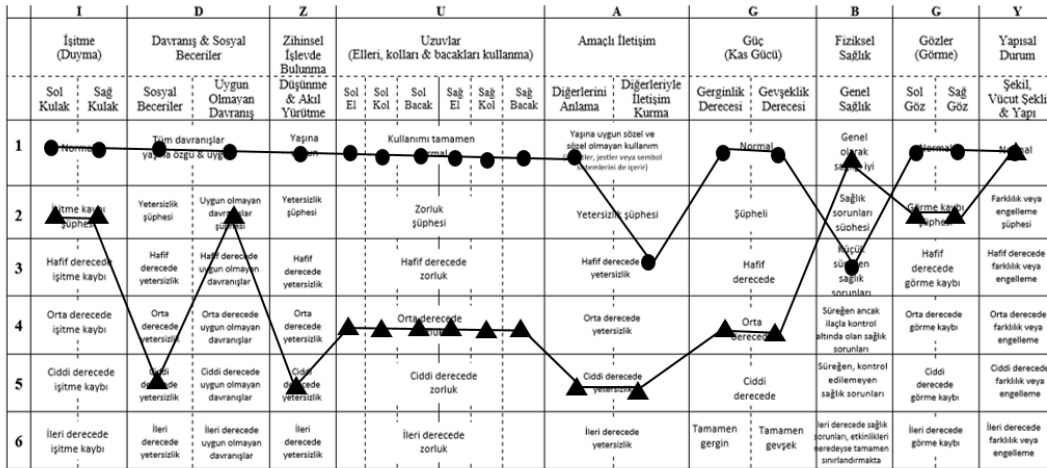 I
D
Z
U
A
G
B
G
Y
İşitme
(Duyma)
Davranış & Sosyal
Beceriler
Zihinsel
İşlevde
Bulunma
Uzuvlar
(Elleri, kolları & bacakları kullanma)
Amaçlı İletişim
Güç
(Kas Gücü)
Fiziksel
Sağlık
Gözler
(Görme)
Yapısal
Durum
Sol
Kulak
Sağ
Kulak
Sosyal
Beceriler
Uygun
Olmayan
Davranış
Düşünme
& Akıl
Yürütme
Sol
El
Sol
Kol
Sol
Bacak
Sağ
El
Sağ
Kol
Sağ
Bacak
Diğerlerini
Anlama
Diğerleriyle
İletişim
Kurma
Gerginlik
Derecesi
Gevşeklik
Derecesi
Genel
Sağlık
Sol
Göz
Sağ
Göz
Şekil,
Vücut Şekli
& Yapı
1
Normal
Tüm davranışlar
yaşına özgü &
Yaşına
Kullanımı tamamen
Yaşına uygun sözel ve
sözel olmayan kullanım
jestler veya sembol
sistemlerini de içerir)
Normal
Genel
olarak
iyi
Normal
Normal
2
İşitme kaybı
şüphesi
Yetersizlik
şüphesi
Uygun olmayan
davranışlar
şüphesi
Yetersizlik
şüphesi
Zorluk
şüphesi
Yetersizlik şüphesi
Şüpheli
Sağlık
sorunları
şüphesi
Görme kaybı
şüphesi
Farklılık veya
engelleme
şüphesi
3
Hafif derecede
işitme kaybı
Hafif
derecede
yetersizlik
Hafif derecede
uygun olmayan
davranışlar
Hafif
derecede
yetersizlik
Hafif derecede
zorluk
Hafif derecede
yetersizlik
Hafif
derecede
Küçük
sağlık
sorunları
Hafif
derecede
görme kaybı
Hafif derecede
farklılık veya
engelleme
4
Orta derecede
işitme kaybı
Orta
derecede
yetersizlik
Orta derecede
uygun olmayan
davranışlar
Orta
derecede
yetersizlik
Orta derecede
Orta derecede
yetersizlik
Orta
derecede
Süreğen ancak
ilaçla kontrol
altında olan sağlık
sorunları
Orta derecede
görme kaybı
Orta derecede
farklılık veya
engelleme
5
Ciddi derecede
işitme kaybı
Ciddi
derecede
yetersizlik
Ciddi derecede
uygun olmayan
davranışlar
Ciddi
derecede
yetersizlik
Ciddi derecede
zorluk
Ciddi derecede
yetersizlik
Ciddi
derecede
Süreğen, kontrol
edilemeyen
sağlık sorunları
Ciddi
derecede
görme kaybı
Ciddi derecede
farklılık veya
engelleme
6
İleri derecede
işitme kaybı
İleri
derecede
yetersizlik
İleri derecede
uygun olmayan
davranışlar
İleri
derecede
yetersizlik
İleri derecede
zorluk
İleri derecede
yetersizlik
Tamamen
gergin
Tamamen
gevşek
İleri derecede sağlık
sorunları, etkinlikleri
neredeyse tamamen
sınırlandırmakta
İleri derecede
görme kaybı
İleri derecede
farklılık veya
engelleme